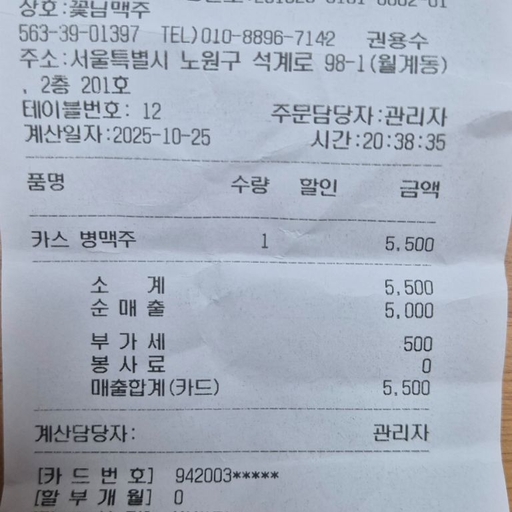 상호:꽃님맥주
563-39-01397 TEL)010-8896-7142 권용수
주소:서울특별시 노원구 석계로 98-1(월계동)
, 2층 201호
테이블번호: 12 주문담당자:관리자
계산일자:2025-10-25 시간:20:38:35
품명 수량 할인 금액
카스 병맥주 1 5,500
소 계 5,500
순 매 출 5,000
부 가 세 500
봉 사 료 0
매출합계(카드) 5,500
계산담당자: 관리자
[카 드 번 호] 942003*****
[할 부 개 월] 0